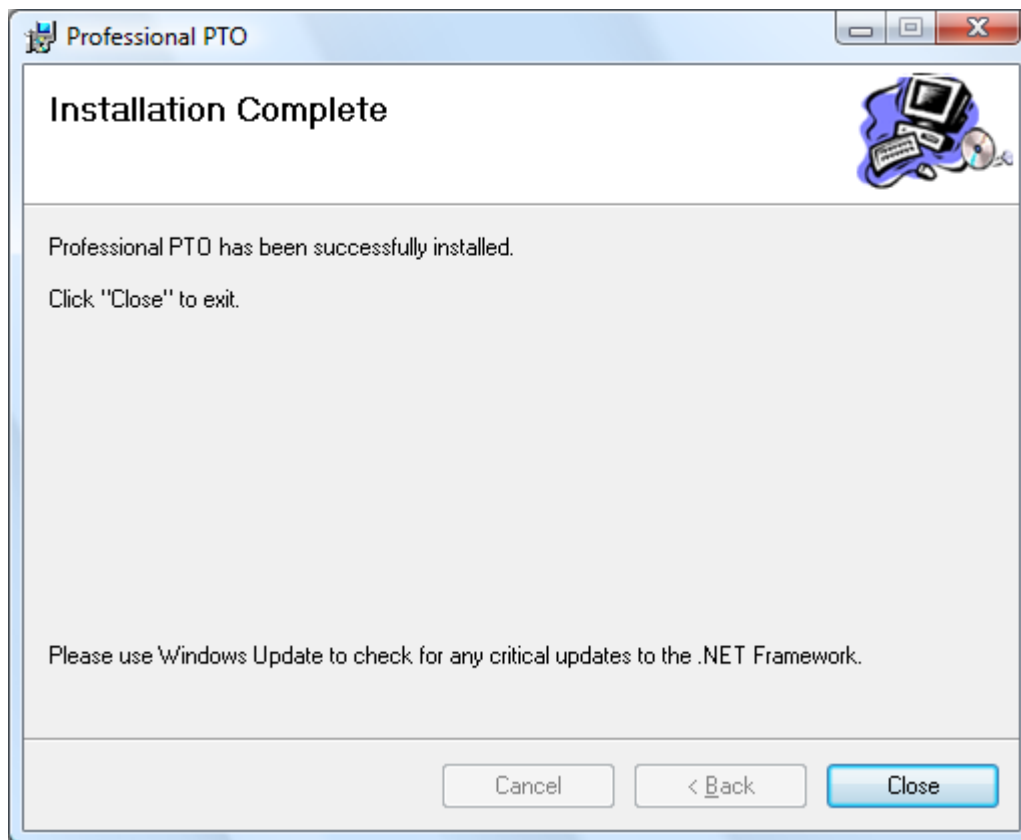 Professional PTO
Installation Complete
Professional PTO has been successfully installed.
Click "Close" to exit.
Please use Windows Update to check for any critical updates to the .NET Framework.
Cancel
< Back
Close